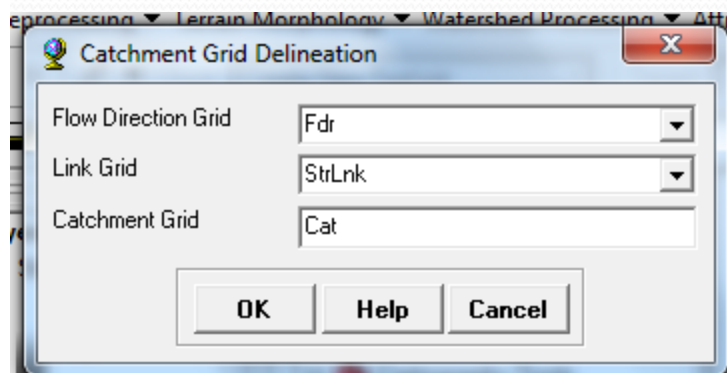 Terrain Morphology Watershed Processing
Catchment Grid Delineation
Flow Direction Grid Fdr
Link Grid StrLnk
Catchment Grid Cat
OK Help Cancel